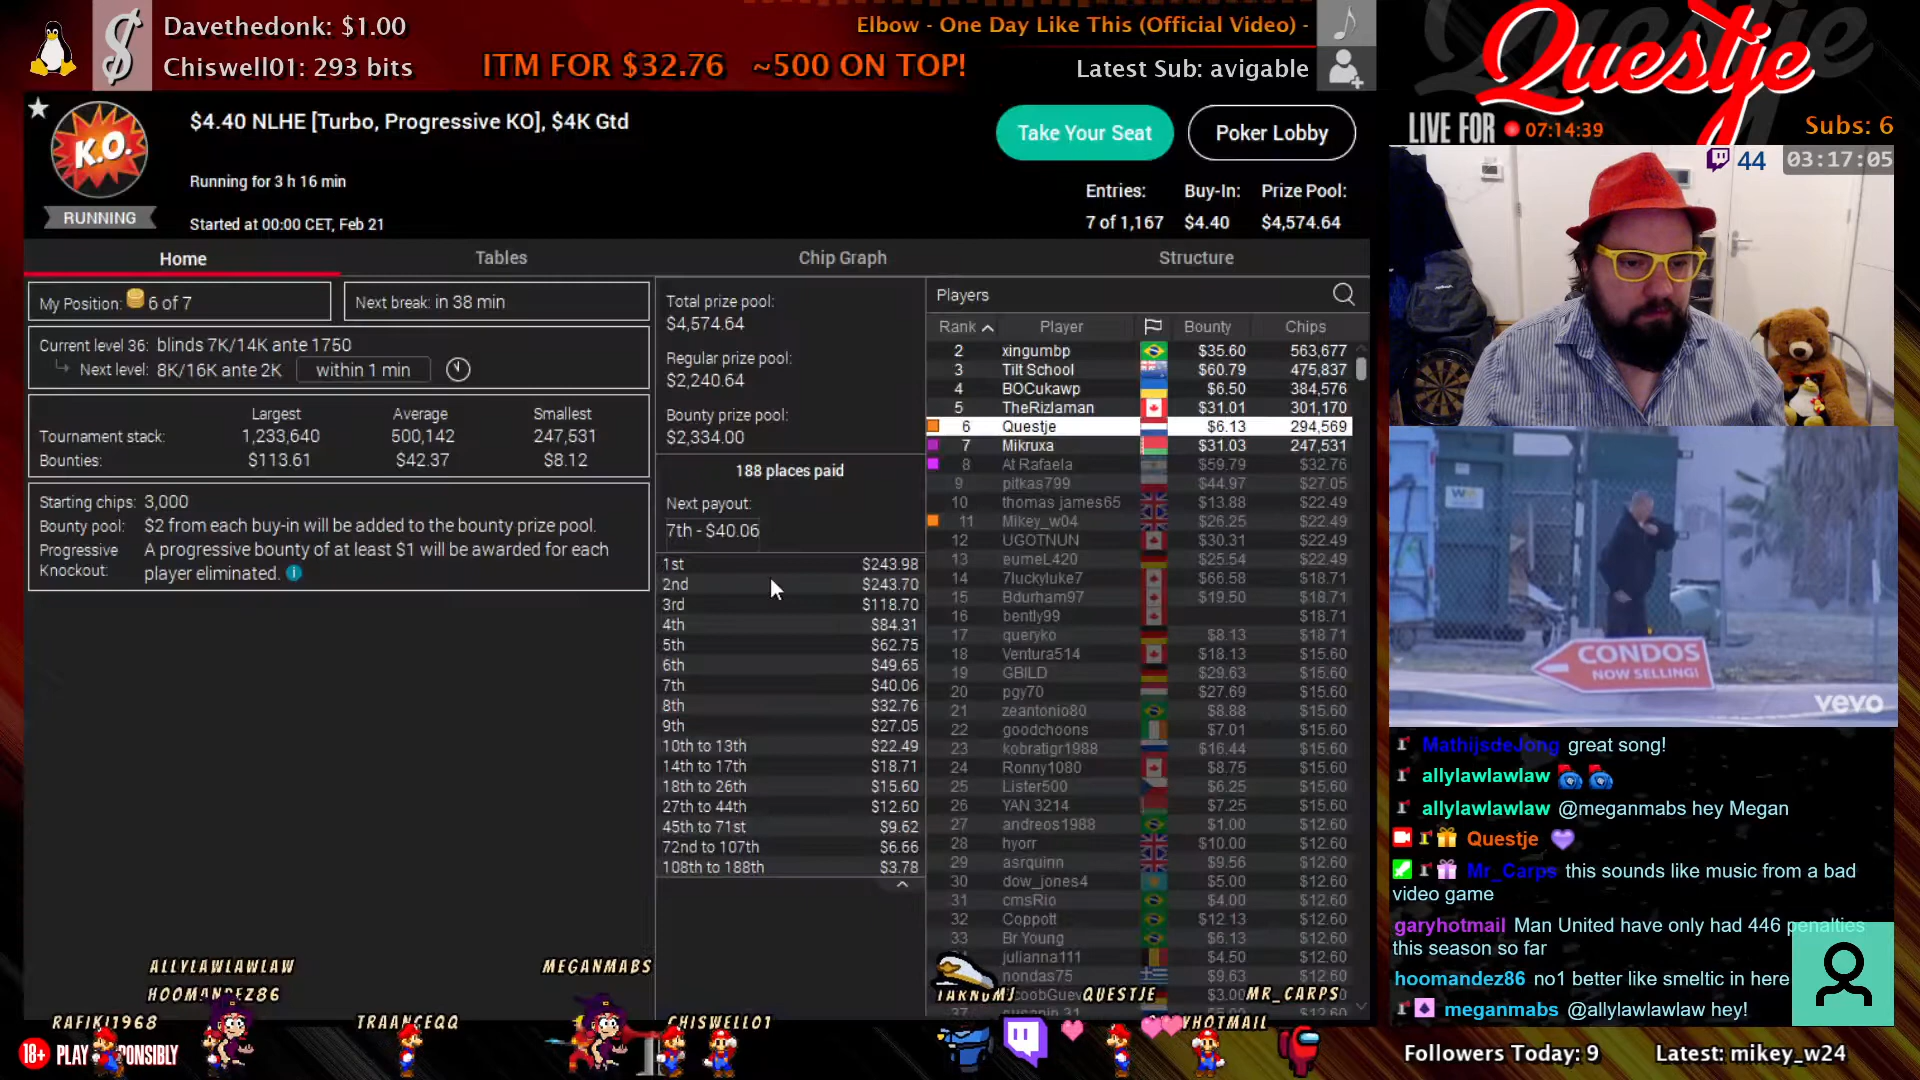 Davethedonk: $1.00
Chiswell01: 293 bits
ITM FOR $32.76 ~500 ON TOP!
Elbow - One Day Like This (Official Video) -
Latest Sub: avigable
Questje
LIVE FOR 07:14:39
Subs: 6
44
03:17:05
K.O.
RUNNING
$4.40 NLHE [Turbo, Progressive KO], $4K Gtd
Running for 3 h 16 min
Started at 00:00 CET, Feb 21
Take Your Seat
Poker Lobby
Entries: Buy-In: Prize Pool:
7 of 1,167 $4.40 $4,574.64
Home Tables Chip Graph Structure
My Position: 6 of 7
Next break: in 38 min
Current level 36: blinds 7K/14K ante 1750
Next level: 8K/16K ante 2K within 1 min
Largest Average Smallest
Tournament stack: 1,233,640 500,142 247,531
Bounties: $113.61 $42.37 $8.12
Starting chips: 3,000
Bounty pool: $2 from each buy-in will be added to the bounty prize pool.
Progressive Knockout: A progressive bounty of at least $1 will be awarded for each player eliminated.
Total prize pool:
$4,574.64
Regular prize pool:
$2,240.64
Bounty prize pool:
$2,334.00
188 places paid
Next payout:
7th - $40.06
1st $243.98
2nd $243.70
3rd $118.70
4th $84.31
5th $62.75
6th $49.65
7th $40.06
8th $32.76
9th $27.05
10th to 13th $22.49
14th to 17th $18.71
18th to 26th $15.60
27th to 44th $12.60
45th to 71st $9.62
72nd to 107th $6.66
108th to 188th $3.78
Players
Rank Player Bounty Chips
2 xingumbp $35.60 563,677
3 Tilt School $60.79 475,837
4 BOCukawp $6.50 384,576
5 TheRizlaman $31.01 301,170
6 Questje $6.13 294,569
7 Mikruxa $31.03 247,531
8 At Rafaela $59.79 $32.76
9 pitkas799 $44.97 $27.05
10 thomas james65 $13.88 $22.49
11 Mikey_w04 $26.25 $22.49
12 UGOTNUN $30.31 $22.49
13 eumeL420 $25.54 $22.49
14 7luckyluke7 $66.58 $18.71
15 Bdurham97 $19.50 $18.71
16 bently99 $18.71
17 queryko $8.13 $18.71
18 Ventura514 $18.13 $15.60
19 GBILD $29.63 $15.60
20 pgy70 $27.69 $15.60
21 zeantonio80 $8.88 $15.60
22 goodchoons $7.01 $15.60
23 kobratigr1988 $16.44 $15.60
24 Ronny1080 $8.75 $15.60
25 Lister500 $6.25 $15.60
26 YAN 3214 $7.25 $15.60
27 andreos1988 $1.00 $12.60
28 hyorr $10.00 $12.60
29 asrquinn $9.56 $12.60
30 dow_jones4 $5.00 $12.60
31 cmsRio $4.00 $12.60
32 Coppott $12.13 $12.60
33 Br Young $6.13 $12.60
julianna111 $4.50 $12.60
nondas75 $9.63 $12.60
$3.00
CONDOS
NOW SELLING!
vevo
MathijsdeJong great song!
allylawlawlaw
allylawlawlaw @meganmabs hey Megan
Questje
Mr_Carps this sounds like music from a bad
video game
garyhotmail Man United have only had 446 penalties
this season so far
hoomandez86 no1 better like smeltic in here
meganmabs @allylawlawlaw hey!
Followers Today: 9 Latest: mikey_w24
ALLYLAWLAWLAW
MEGANMABS
HOOMANDEZ86
QUESTJE
MR_CARPS
RAFIKI1968
TRAANCEQQ
CHISWELL01
18+ PLAY